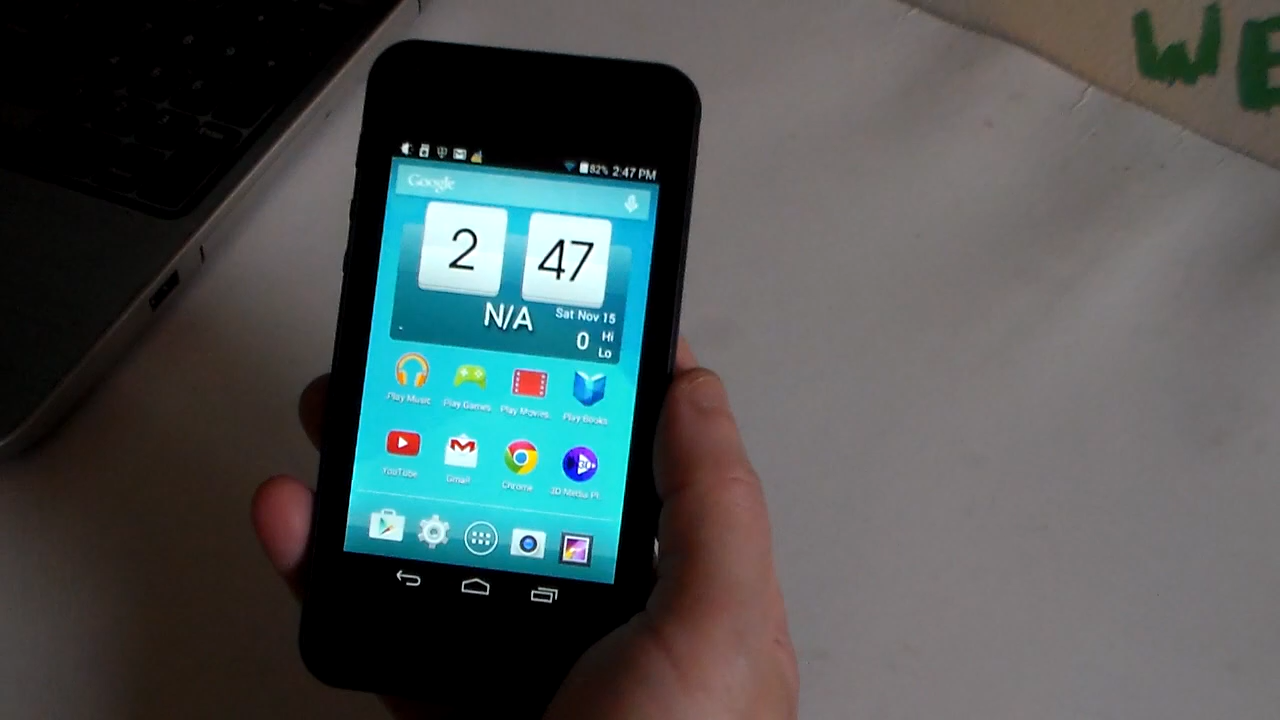 WE
82% 2:47 PM
Google
2 47
N/A
Sat Nov 15
0
Hi
Lo
Play Music Play Games Play Movies.. Play Books
YouTube Gmail Chrome 3D Media Pl..